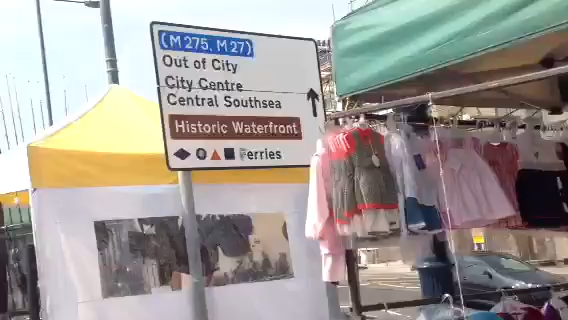 (M 275, M 27)
Out of City
City Centre
Central Southsea
Historic Waterfront
Ferries